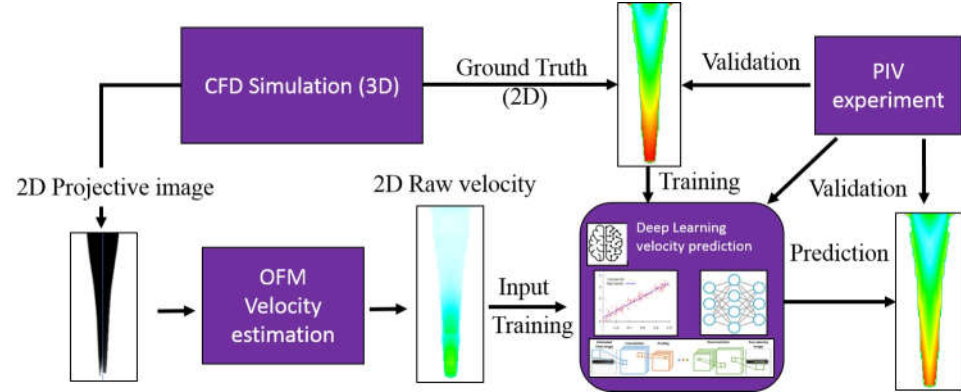 CFD Simulation (3D)
Ground Truth
(2D)
Validation
PIV
experiment
2D Projective image
2D Raw velocity
Training
Validation
OFM
Velocity
estimation
Input
Training
Deep Learning
velocity prediction
Prediction